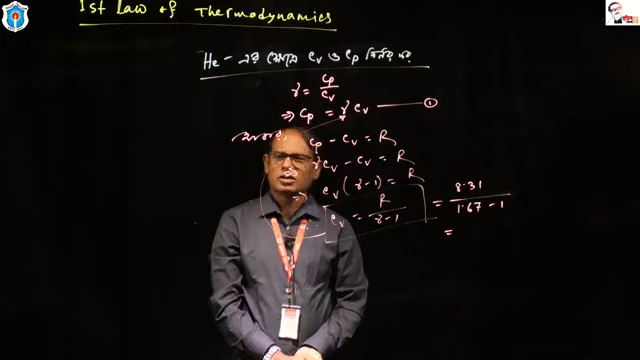 1st Law of Thermodynamics
He - এর ক্ষেত্রে Cv ও Cp নির্ণয় কর
γ = Cp/Cv
⇒ Cp = γ Cv ——— ①
Cp - Cv = R
γCv - Cv = R
Cv (γ - 1) = R
Cv = R/(γ-1) = 8.31/(1.67 - 1)
=